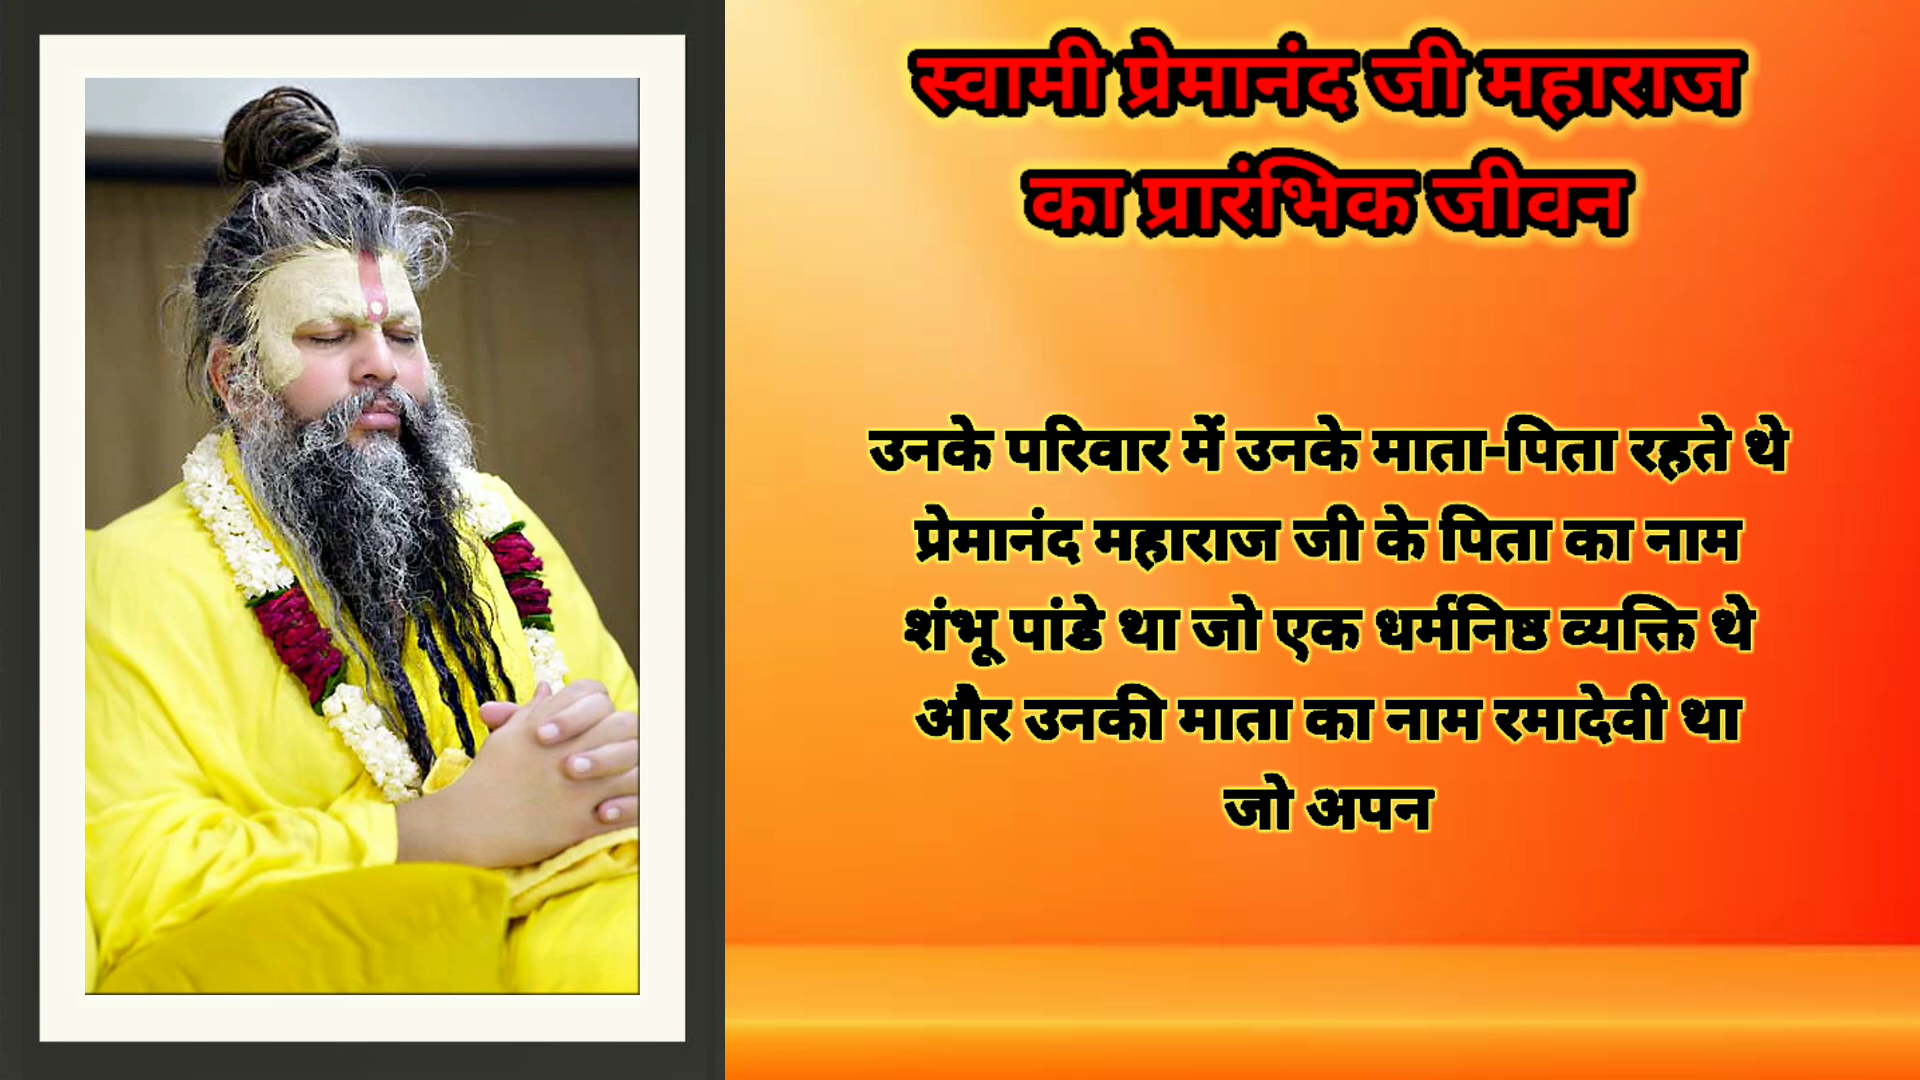 स्वामी प्रेमानंद जी महाराज
का प्रारंभिक जीवन
उनके परिवार में उनके माता-पिता रहते थे
प्रेमानंद महाराज जी के पिता का नाम
शंभू पांडे था जो एक धर्मनिष्ठ व्यक्ति थे
और उनकी माता का नाम रमादेवी था
जो अपन